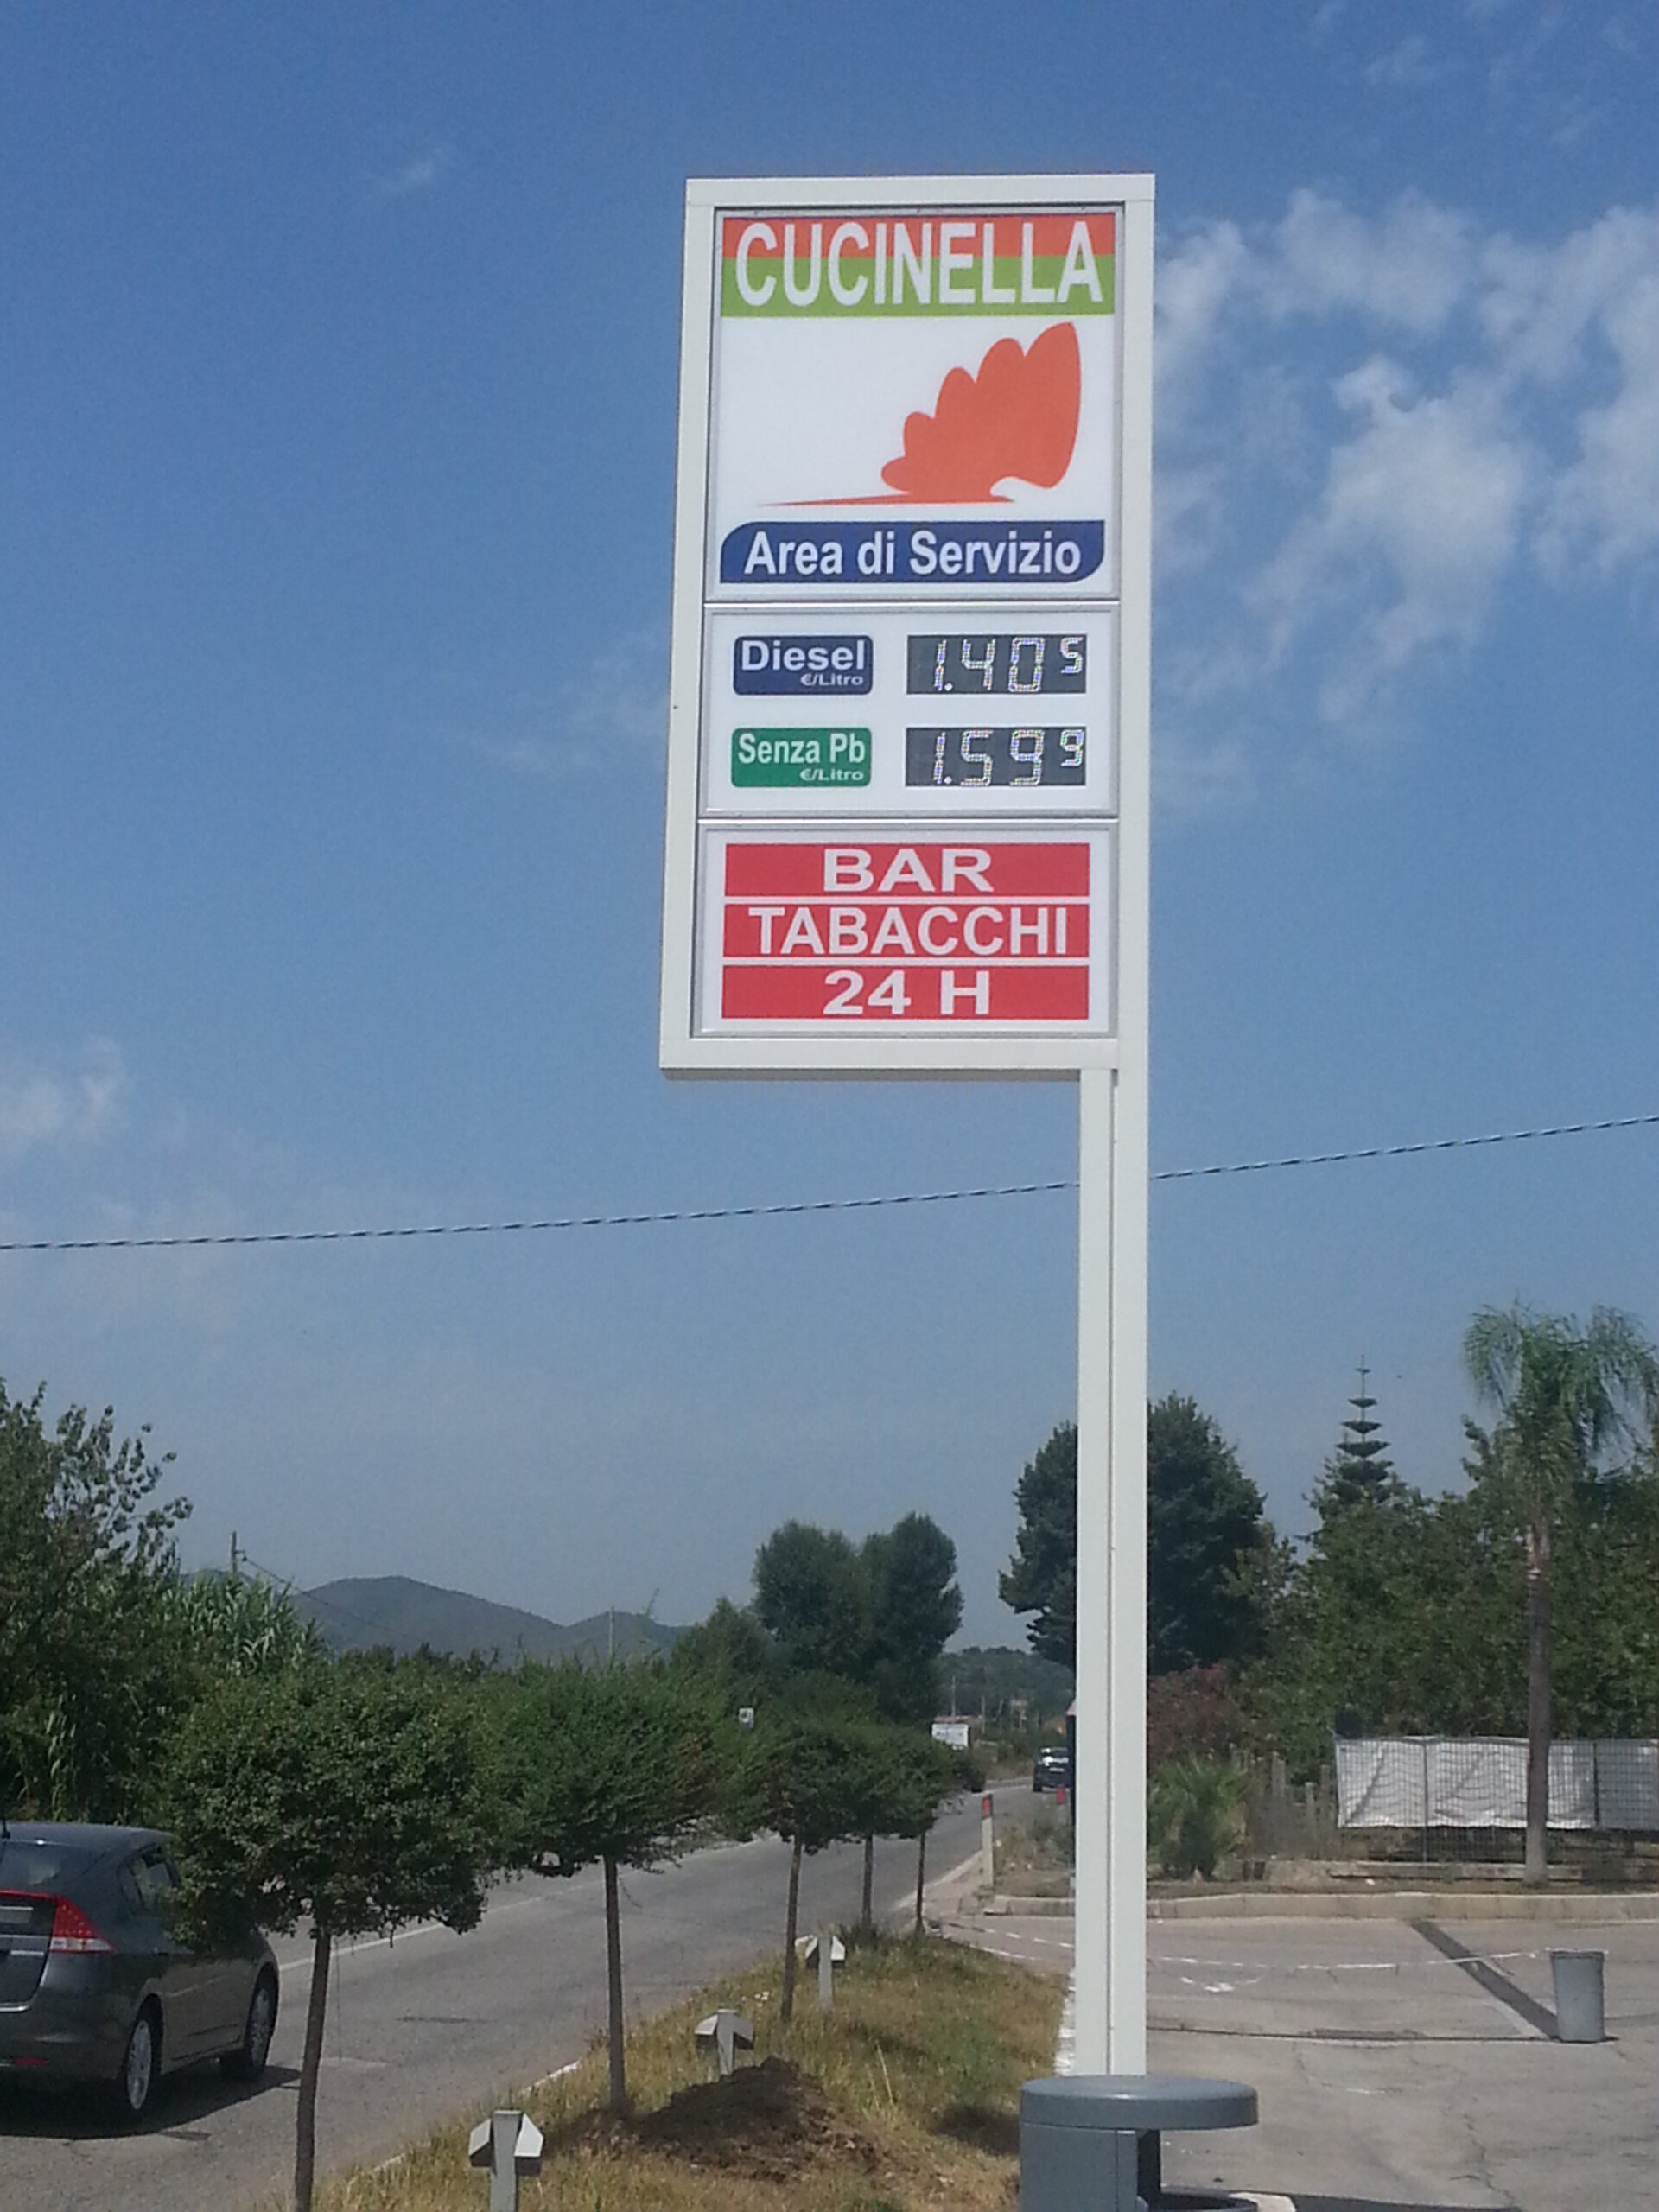 CUCINELLA
Area di Servizio
Diesel 1.405
€/Litro
Senza Pb 1.599
€/Litro
BAR
TABACCHI
24 H